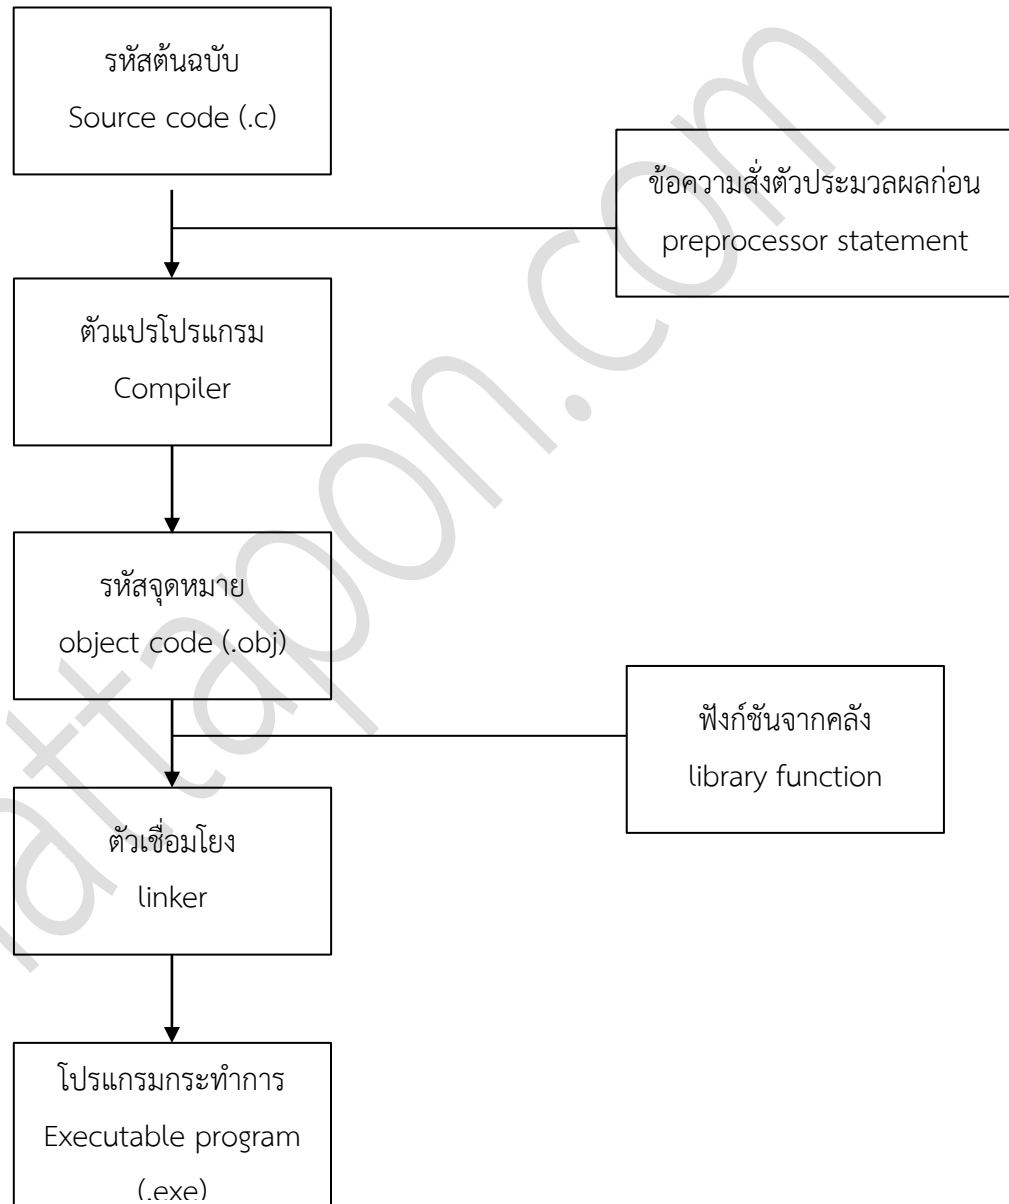 รหัสต้นฉบับ
Source code (.c)
ข้อความสั่งตัวประมวลผลก่อน
preprocessor statement
ตัวแปรโปรแกรม
Compiler
รหัสจุดหมาย
object code (.obj)
ฟังก์ชันจากคลัง
library function
ตัวเชื่อมโยง
linker
โปรแกรมกระทำการ
Executable program
(.exe)
attapon.com